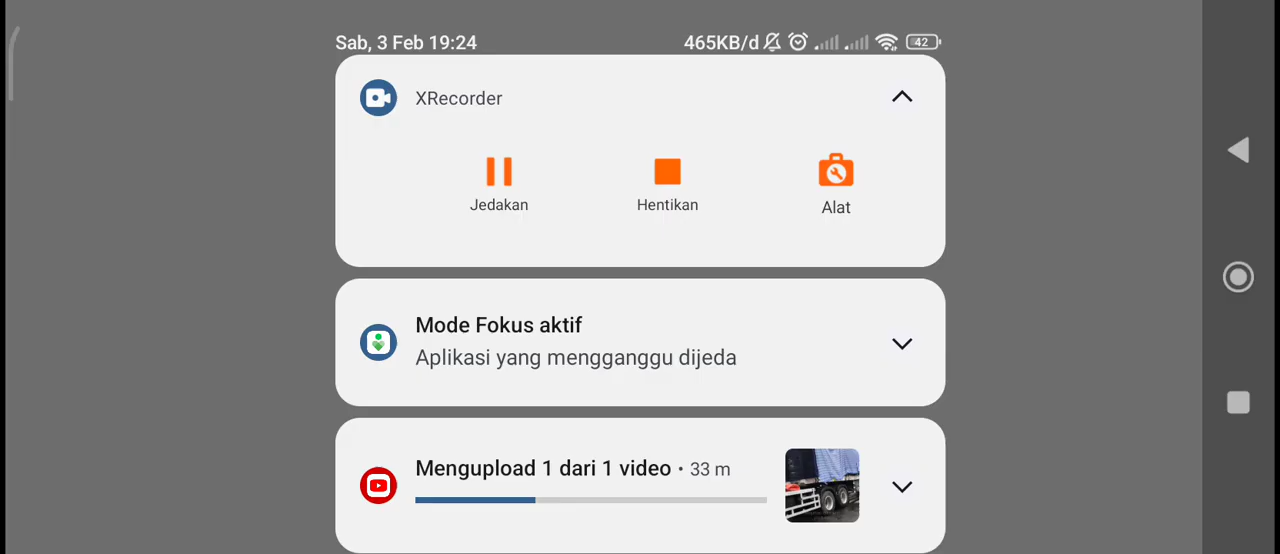 Sab, 3 Feb 19:24 465KB/d 42
XRecorder
Jedakan Hentikan Alat
Mode Fokus aktif
Aplikasi yang mengganggu dijeda
Mengupload 1 dari 1 video • 33 m